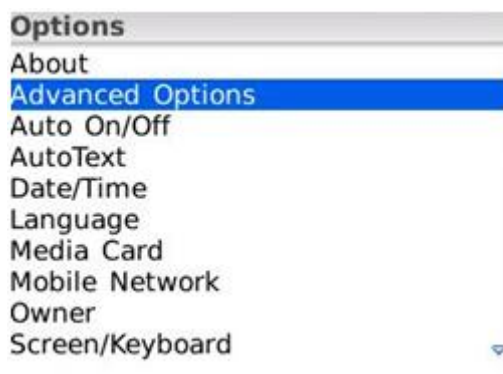 Options
About
Advanced Options
Auto On/Off
AutoText
Date/Time
Language
Media Card
Mobile Network
Owner
Screen/Keyboard